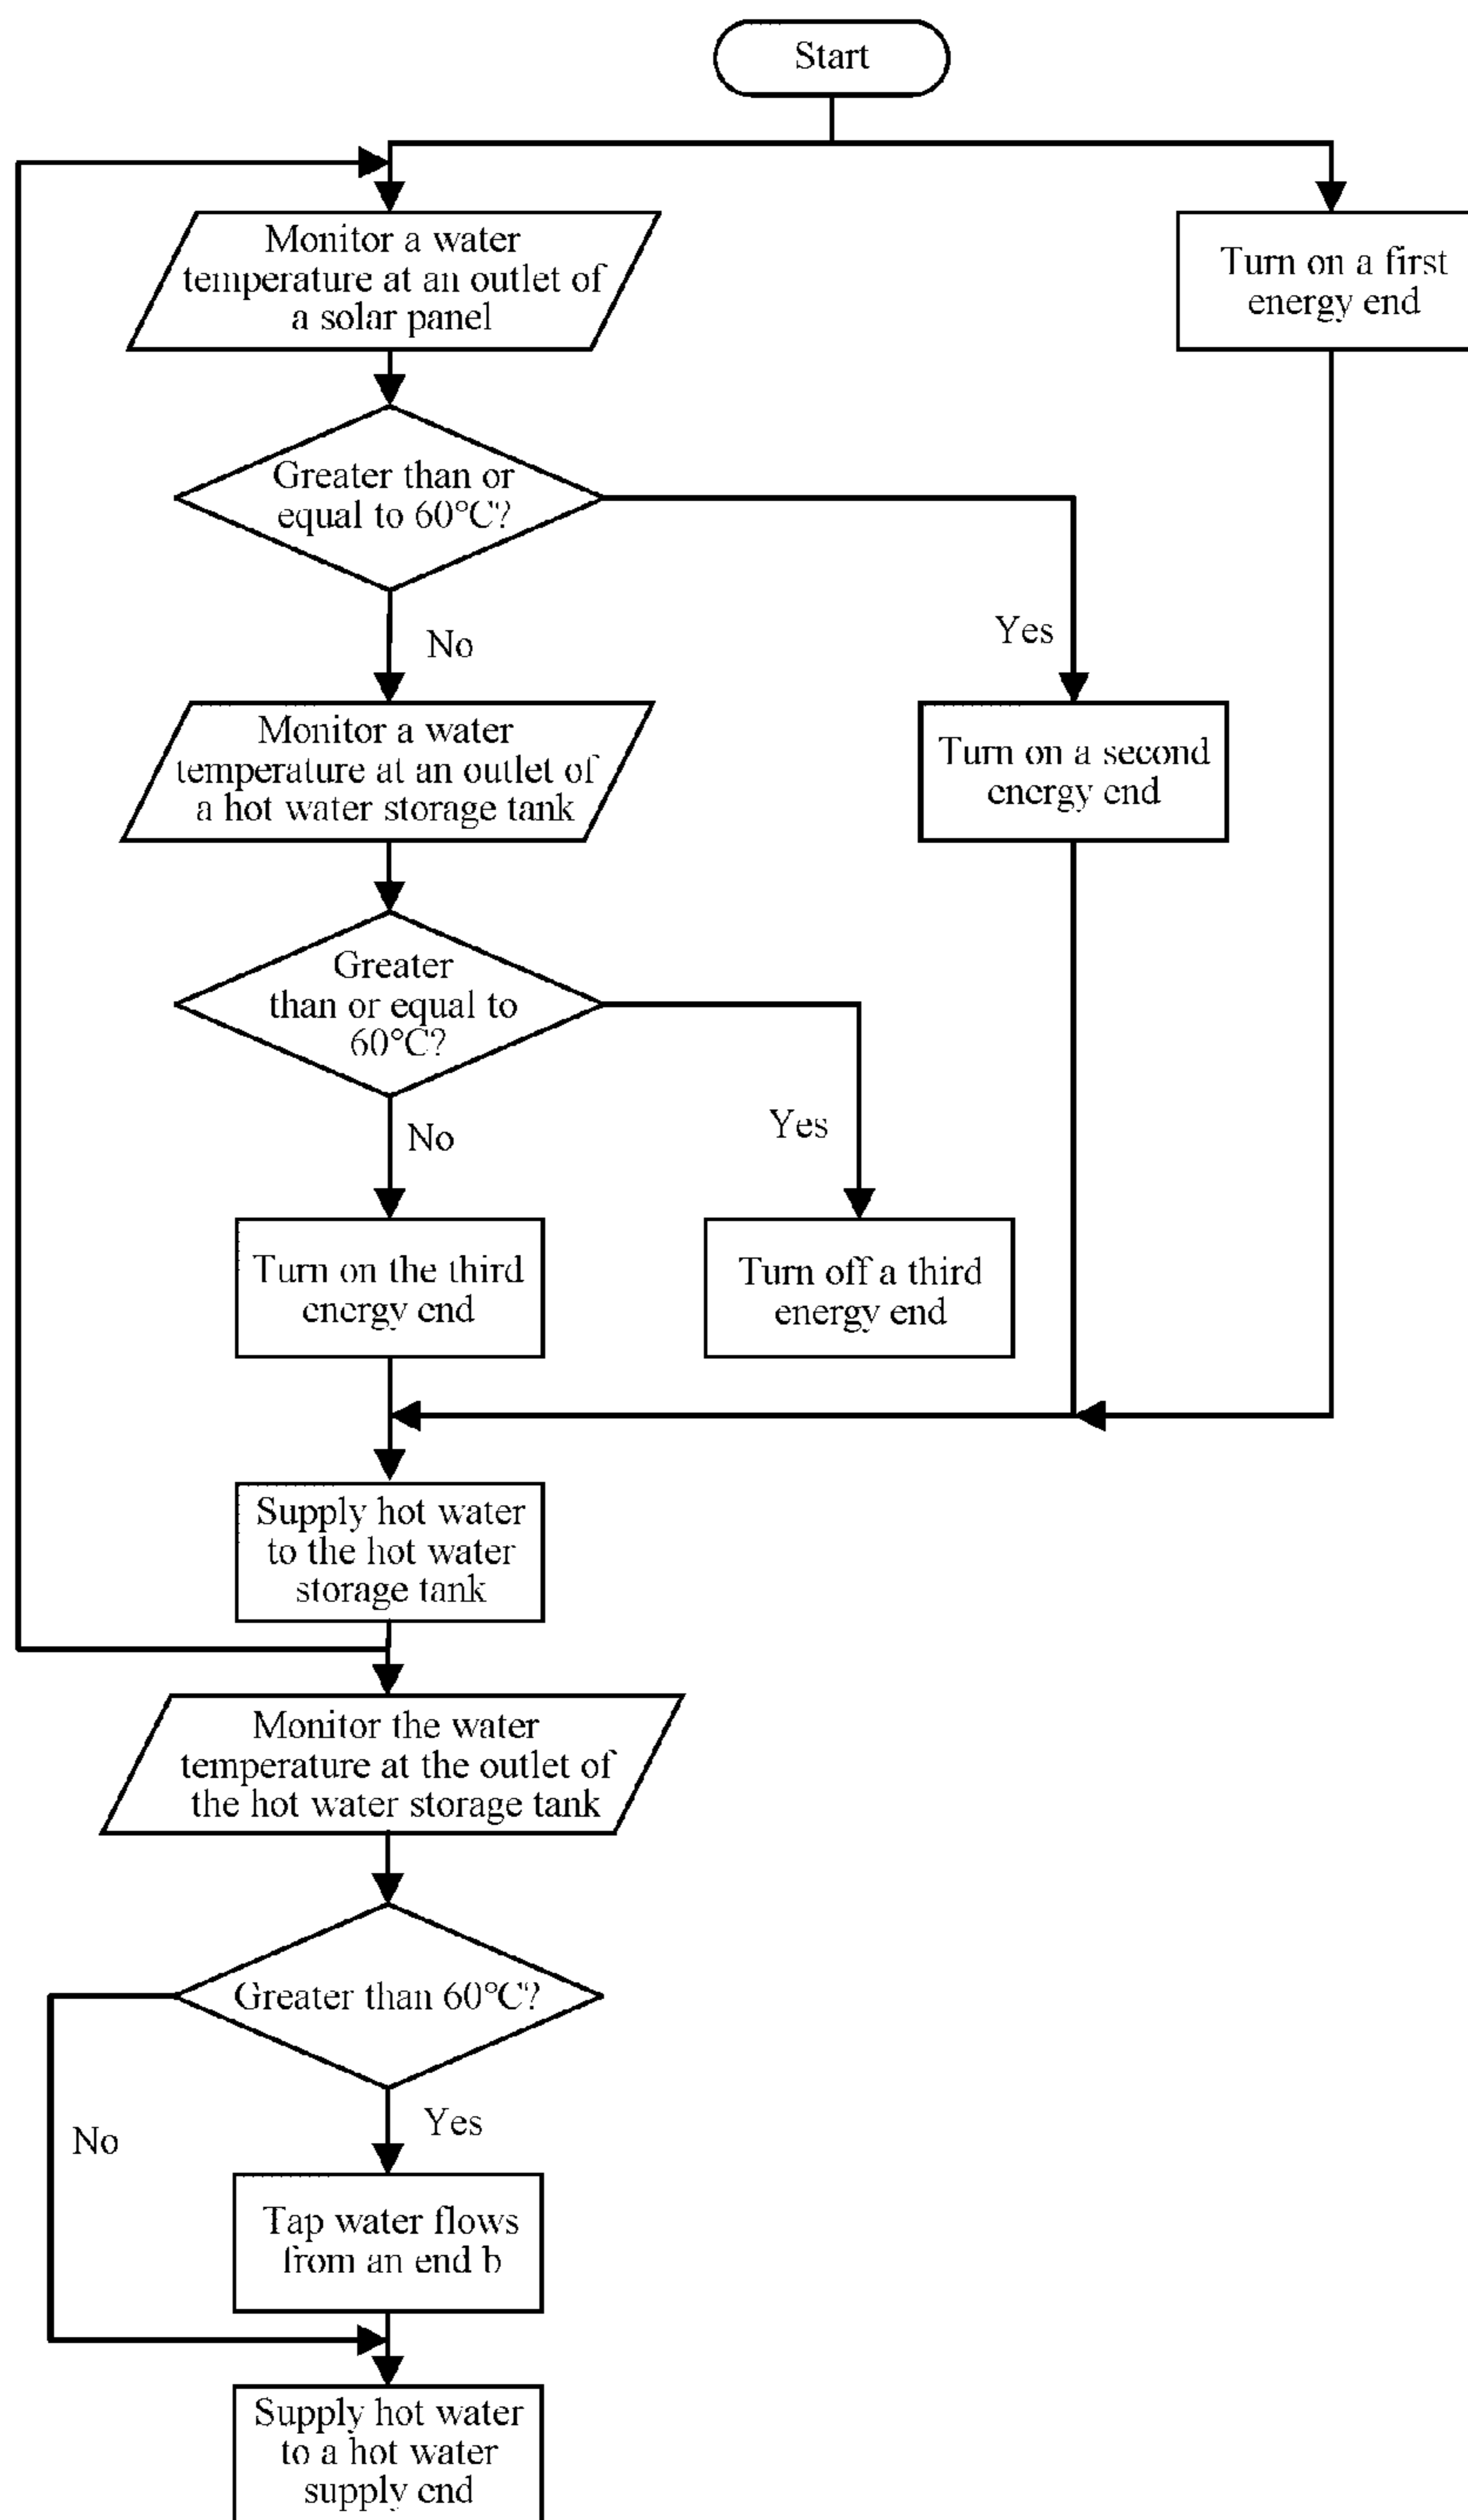 Start
Monitor a water
temperature at an outlet of
a solar panel
Turn on a first
energy end
Greater than or
equal to 60°C?
No
Yes
Monitor a water
temperature at an outlet of
a hot water storage tank
Turn on a second
energy end
Greater
than or equal to
60°C?
No
Yes
Turn on the third
energy end
Turn off a third
energy end
Supply hot water
to the hot water
storage tank
Monitor the water
temperature at the outlet of
the hot water storage tank
Greater than 60°C?
No
Yes
Tap water flows
from an end b
Supply hot water
to a hot water
supply end